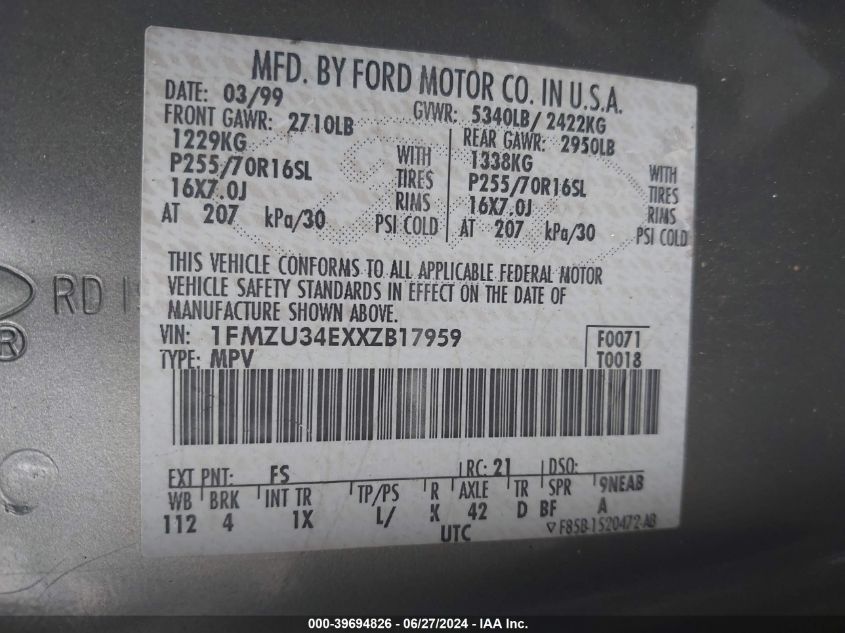 MFD. BY FORD MOTOR CO. IN U.S.A.
DATE: 03/99 GVWR: 5340LB/ 2422KG
FRONT GAWR: 2710LB REAR GAWR: 2950LB
1229KG WITH 1338KG WITH
P255/70R16SL TIRES P255/70R16SL TIRES
16X7.0J RIMS 16X7.0J RIMS
AT 207 kPa/30 PSI COLD AT 207 kPa/30 PSI COLD
THIS VEHICLE CONFORMS TO ALL APPLICABLE FEDERAL MOTOR
VEHICLE SAFETY STANDARDS IN EFFECT ON THE DATE OF
MANUFACTURE SHOWN ABOVE.
VIN: 1FMZU34EXXZB17959 F0071
TYPE: MPV T0018
EXT PNT: FS RC: 21 DSO:
WB BRK INT TR TP/PS R AXLE TR SPR 9NEAB
112 4 1X L/ K 42 D BF A
UTC ▽F85B-1520472-AB
RD
R
000-39694826 - 06/27/2024 - IAA Inc.